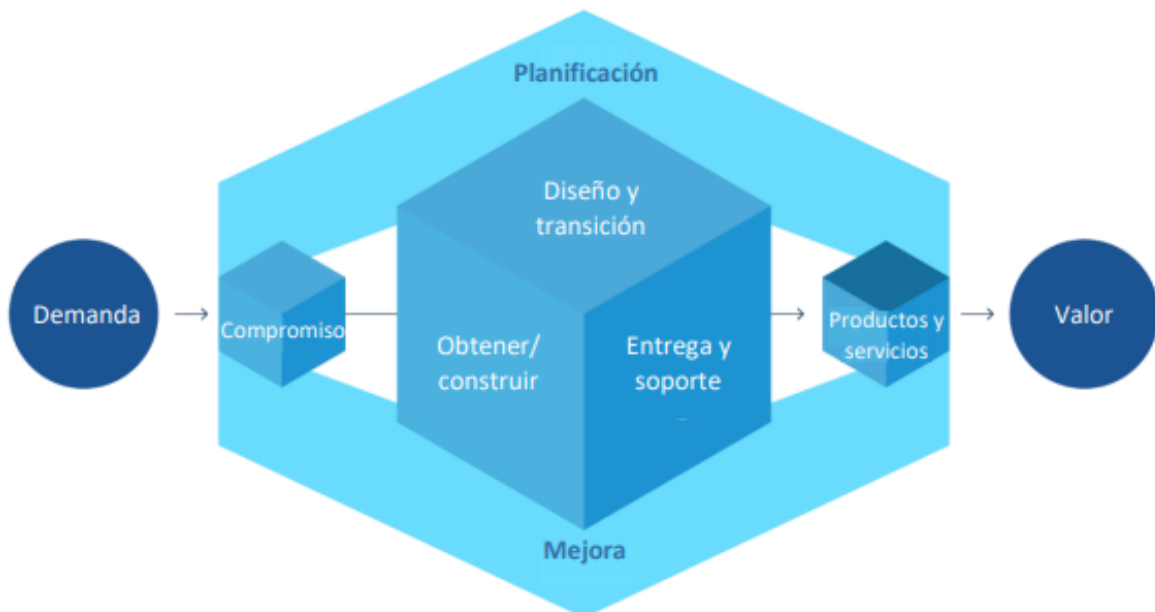 Planificación
Diseño y
transición
Demanda
Compromiso
Obtener/
construir
Entrega y
soporte
Productos y
servicios
Valor
Mejora